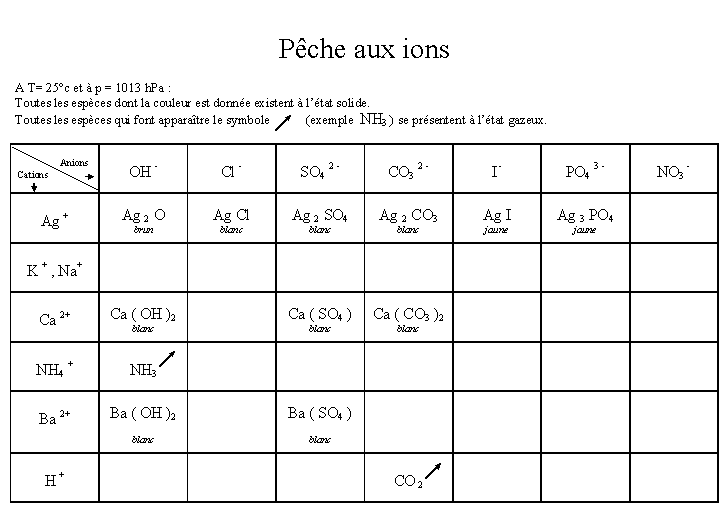 Pêche aux ions
A T= 25°c et à p = 1013 hPa :
Toutes les espèces dont la couleur est donnée existent à l'état solide.
Toutes les espèces qui font apparaître le symbole (exemple NH₃ ) se présentent à l'état gazeux.
Anions
Cations
OH ⁻ Cl ⁻ SO₄ ²⁻ CO₃ ²⁻ I⁻ PO₄ ³⁻ NO₃ ⁻
Ag ⁺ Ag ₂ O Ag Cl Ag ₂ SO₄ Ag ₂ CO₃ Ag I Ag ₃ PO₄
brun blanc blanc blanc jaune jaune
K ⁺ , Na⁺
Ca ²⁺ Ca ( OH )₂ Ca ( SO₄ ) Ca ( CO₃ )₂
blanc blanc blanc
NH₄ ⁺ NH₃
Ba ²⁺ Ba ( OH )₂ Ba ( SO₄ )
blanc blanc
H ⁺ CO₂